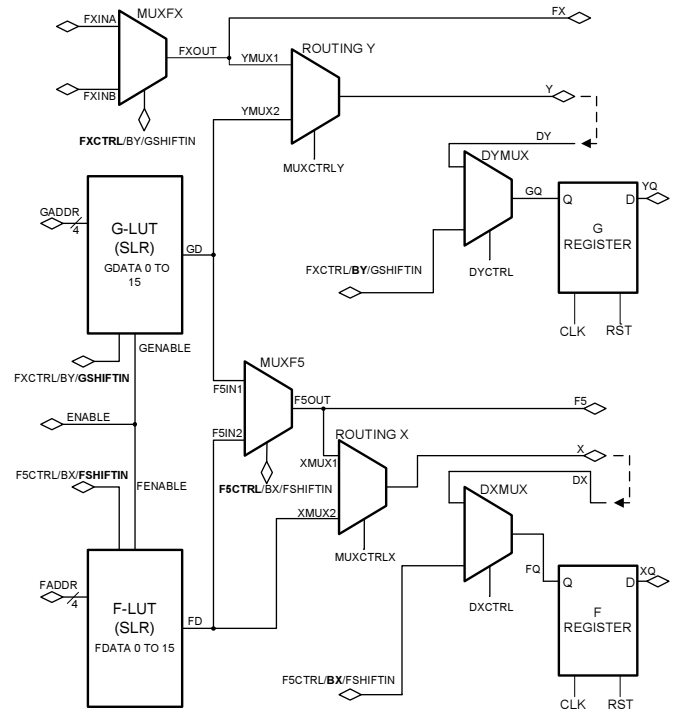 MUXFX
FXINA
FX
FXOUT
YMUX1
ROUTING Y
FXINB
Y
FXCTRL/BY/GSHIFTIN
YMUX2
MUXCTRLY
DY
DYMUX
GADDR
4
G-LUT
(SLR)
GDATA 0 TO
15
GD
GQ
Q
D
YQ
G
REGISTER
FXCTRL/BY/GSHIFTIN
DYCTRL
CLK
RST
GENABLE
MUXF5
FXCTRL/BY/GSHIFTIN
F5IN1
F5OUT
F5
ENABLE
F5IN2
ROUTING X
X
XMUX1
F5CTRL/BX/FSHIFTIN
FENABLE
F5CTRL/BX/FSHIFTIN
DX
DXMUX
XMUX2
MUXCTRLX
FADDR
4
F-LUT
(SLR)
FDATA 0 TO 15
FD
FQ
Q
D
XQ
F
REGISTER
DXCTRL
F5CTRL/BX/FSHIFTIN
CLK
RST